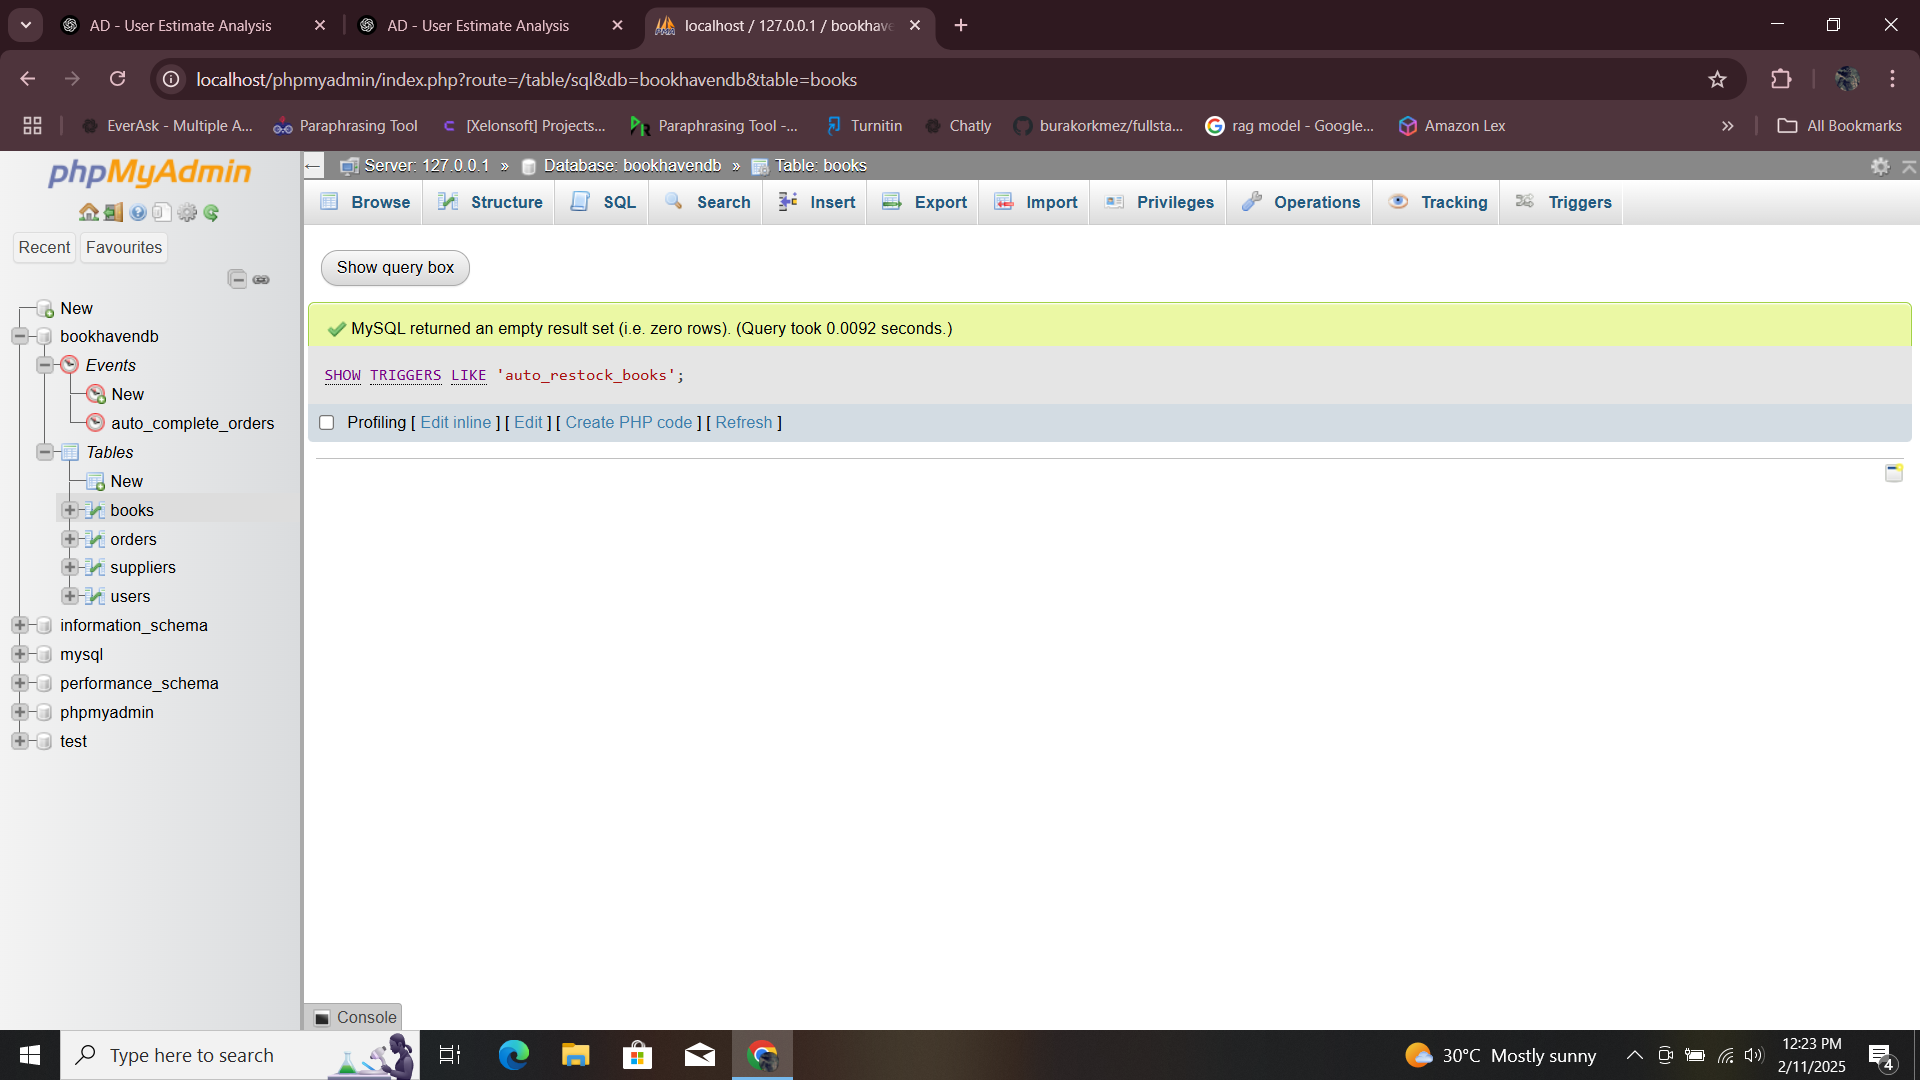 AD - User Estimate Analysis
AD - User Estimate Analysis
localhost / 127.0.0.1 / bookhave
localhost/phpmyadmin/index.php?route=/table/sql&db=bookhavendb&table=books
EverAsk - Multiple A...
Paraphrasing Tool
[Xelonsoft] Projects...
Paraphrasing Tool -...
Turnitin
Chatly
burakorkmez/fullsta...
rag model - Google...
Amazon Lex
All Bookmarks
phpMyAdmin
Recent
Favourites
New
bookhavendb
Events
New
auto_complete_orders
Tables
New
books
orders
suppliers
users
information_schema
mysql
performance_schema
phpmyadmin
test
Server: 127.0.0.1 » Database: bookhavendb » Table: books
Browse
Structure
SQL
Search
Insert
Export
Import
Privileges
Operations
Tracking
Triggers
Show query box
MySQL returned an empty result set (i.e. zero rows). (Query took 0.0092 seconds.)
SHOW TRIGGERS LIKE 'auto_restock_books';
Profiling [ Edit inline ] [ Edit ] [ Create PHP code ] [ Refresh ]
Console
Type here to search
30°C Mostly sunny
12:23 PM
2/11/2025
4